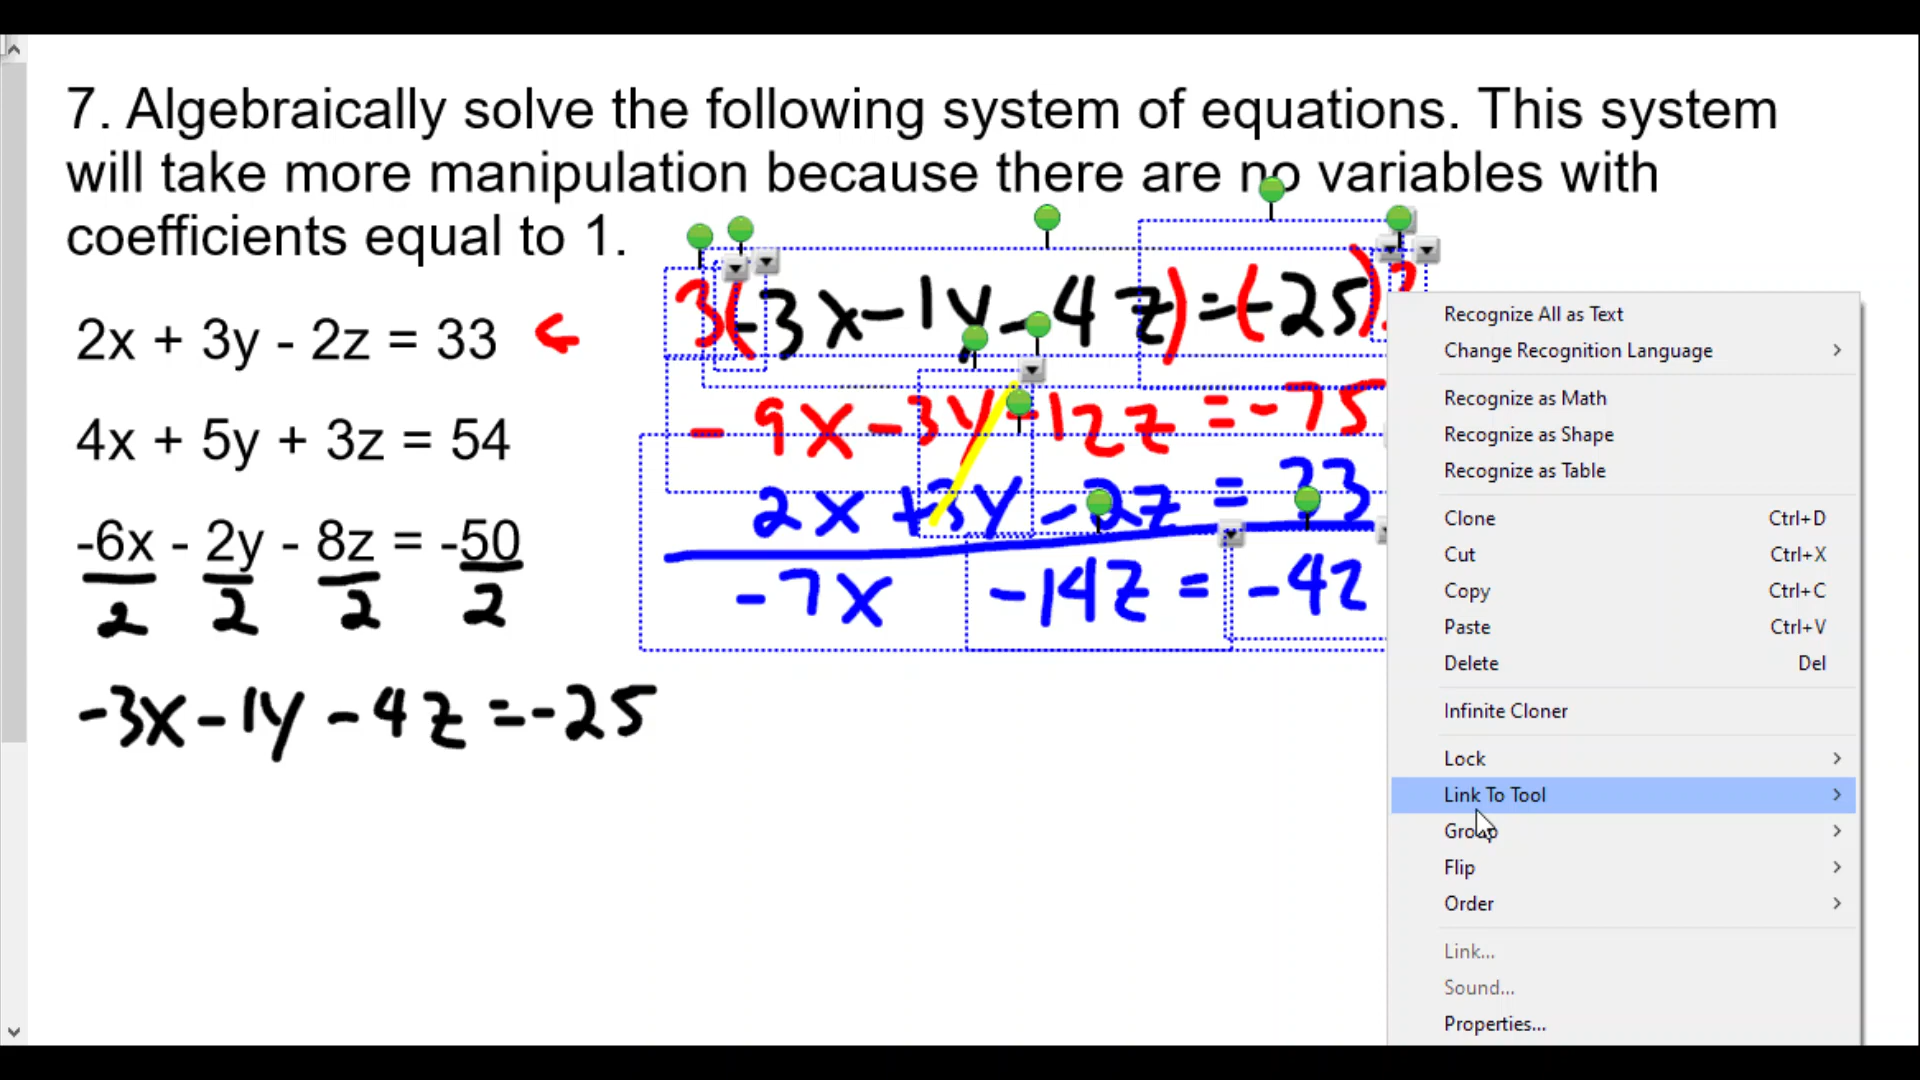 7. Algebraically solve the following system of equations. This system
will take more manipulation because there are no variables with
coefficients equal to 1.
2x + 3y - 2z = 33
4x + 5y + 3z = 54
-6x - 2y - 8z = -50
2 2 2 2
-3x - 1y - 4z = -25
3(-3x - 1y - 4z) = (-25)3
-9x - 3y - 12z = -75
2x + 3y - 2z = 33
-7x -14z = -42
Recognize All as Text
Change Recognition Language
Recognize as Math
Recognize as Shape
Recognize as Table
Clone Ctrl+D
Cut Ctrl+X
Copy Ctrl+C
Paste Ctrl+V
Delete Del
Infinite Cloner
Lock
Link To Tool
Group
Flip
Order
Link...
Sound...
Properties...